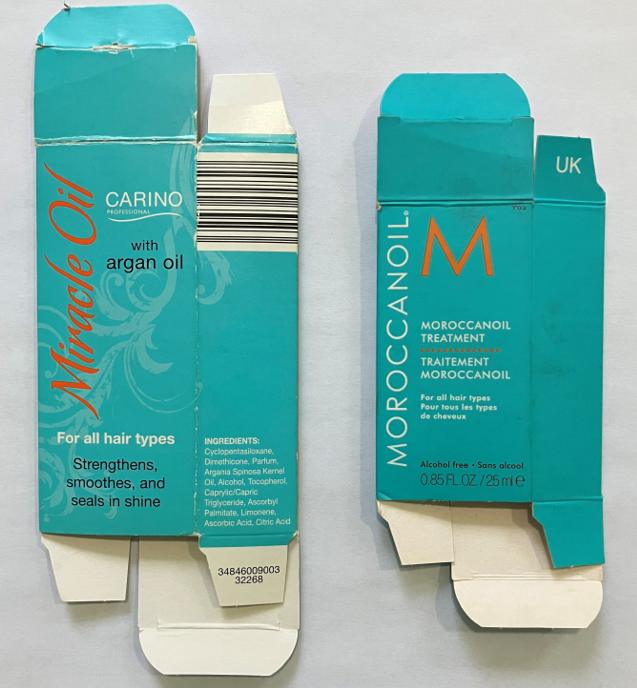 Miracle Oil
CARINO
PROFESSIONAL
with
argan oil
For all hair types
Strengthens,
smoothes, and
seals in shine
INGREDIENTS:
Cyclopentasiloxane,
Dimethicone, Parfum,
Argania Spinosa Kernel
Oil, Alcohol, Tocopherol,
Caprylic/Capric
Triglyceride, Ascorbyl
Palmitate, Limonene,
Ascorbic Acid, Citric Acid
34846009003
32268
UK
MOROCCANOIL®
M
MOROCCANOIL
TREATMENT
TRAITEMENT
MOROCCANOIL
For all hair types
Pour tous les types
de cheveux
Alcohol free • Sans alcool
0.85 FL.OZ./25 ml e